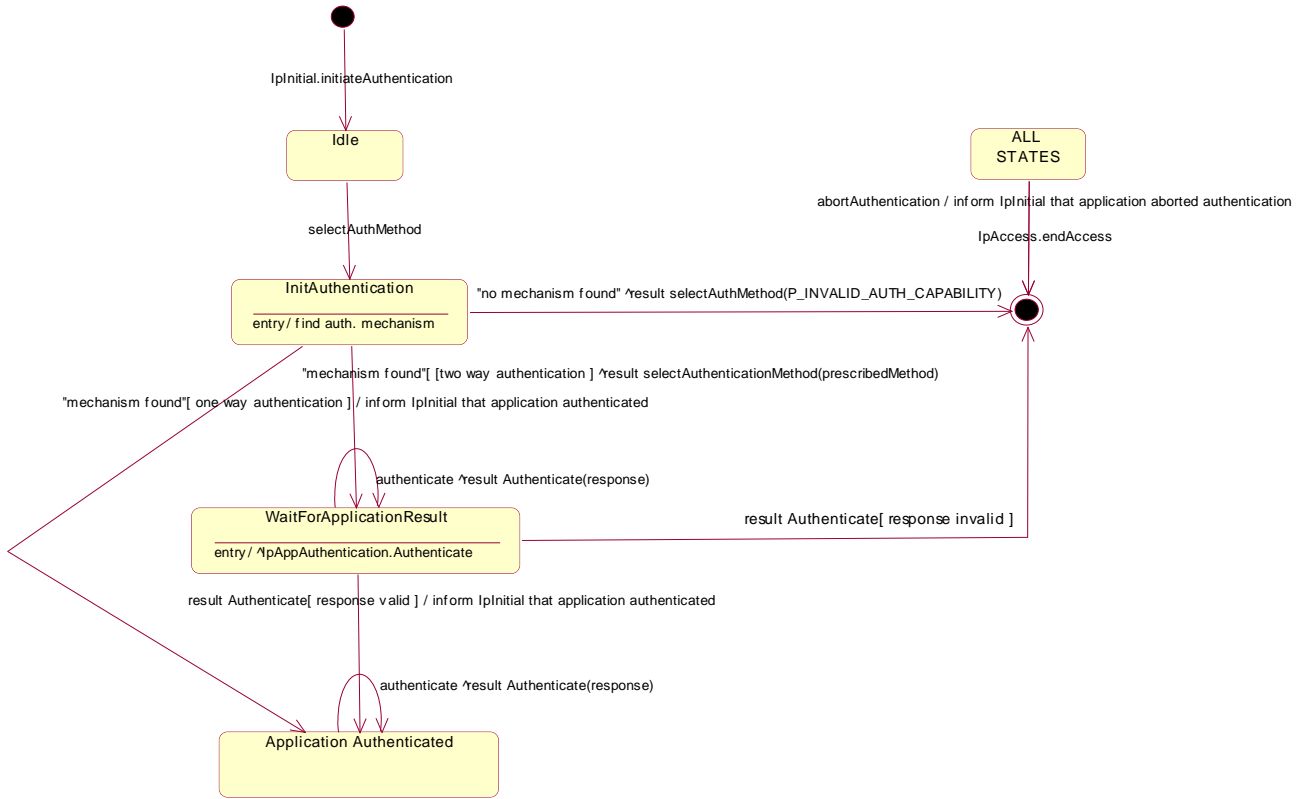 IpInitial.initiateAuthentication
Idle
ALL
STATES
abortAuthentication / inform IpInitial that application aborted authentication
selectAuthMethod
IpAccess.endAccess
InitAuthentication
"no mechanism found" ^result selectAuthMethod(P_INVALID_AUTH_CAPABILITY)
entry/ find auth. mechanism
"mechanism found"[ [two way authentication ] ^result selectAuthenticationMethod(prescribedMethod)
"mechanism found"[ one way authentication ] / inform IpInitial that application authenticated
authenticate ^result Authenticate(response)
WaitForApplicationResult
result Authenticate[ response invalid ]
entry/ ^IpAppAuthentication.Authenticate
result Authenticate[ response valid ] / inform IpInitial that application authenticated
authenticate ^result Authenticate(response)
Application Authenticated